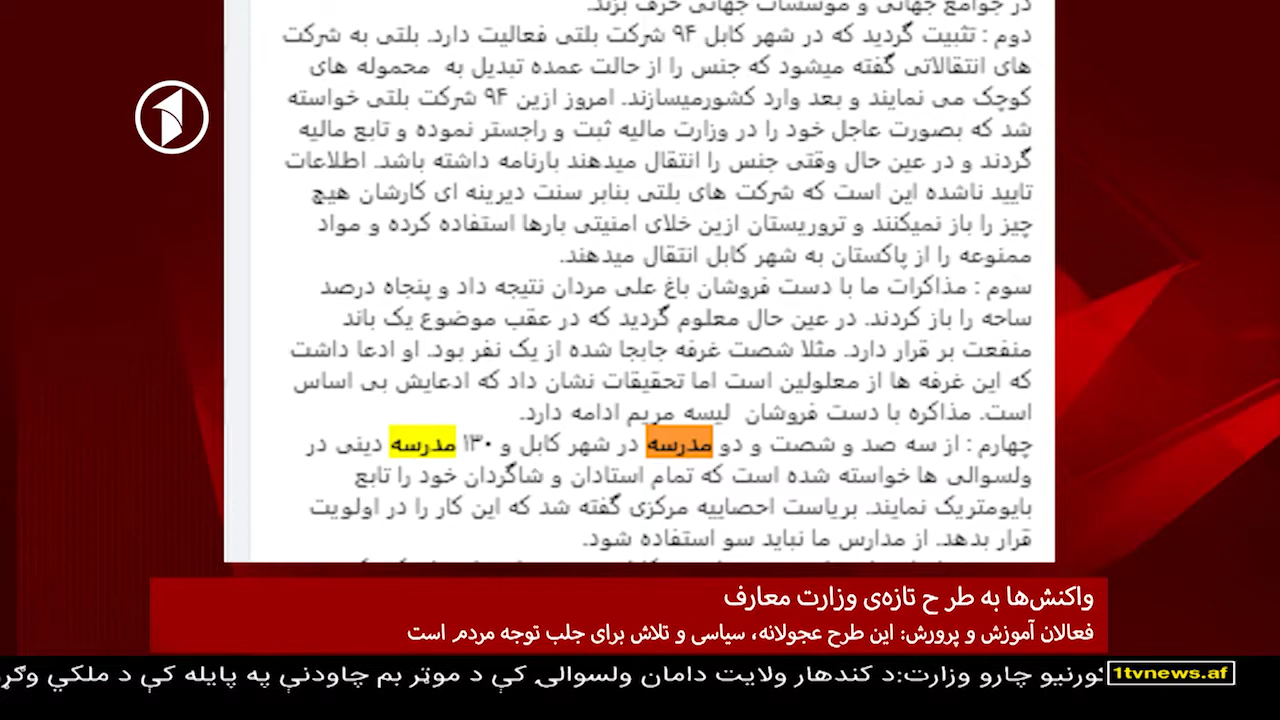 در جوامع جهانی و موسسات جهانی حرف بزند.
دوم : تثبیت گردید که در شهر کابل ۹۴ شرکت بلتی فعالیت دارد. بلتی به شرکت
های انتقالاتی گفته میشود که جنس را از حالت عمده تبدیل به محموله های
کوچک می نمایند و بعد وارد کشورمیسازند. امروز ازین ۹۴ شرکت بلتی خواسته
شد که بصورت عاجل خود را در وزارت مالیه ثبت و راجستر نموده و تابع مالیه
گردند و در عین حال وقتی جنس را انتقال میدهند بارنامه داشته باشد. اطلاعات
تایید ناشده این است که شرکت های بلتی بنابر سنت دیرینه ای کارشان هیچ
چیز را باز نمیکنند و تروریستان ازین خلای امنیتی بارها استفاده کرده و مواد
ممنوعه را از پاکستان به شهر کابل انتقال میدهند.
سوم : مذاکرات ما با دست فروشان باغ علی مردان نتیجه داد و پنجاه درصد
ساحه را باز کردند. در عین حال معلوم گردید که در عقب موضوع یک باند
منفعت بر قرار دارد. مثلا شصت غرفه جابجا شده از یک نفر بود. او ادعا داشت
که این غرفه ها از معلولین است اما تحقیقات نشان داد که ادعایش بی اساس
است. مذاکره با دست فروشان لیسه مریم ادامه دارد.
چهارم : از سه صد و شصت و دو مدرسه در شهر کابل و ۱۳۰ مدرسه دینی در
ولسوالی ها خواسته شده است که تمام استادان و شاگردان خود را تابع
بایومتریک نمایند. بریاست احصاییه مرکزی گفته شد که این کار را در اولویت
قرار بدهد. از مدارس ما نباید سو استفاده شود.
واکنش‌ها به طر ح تازه‌ی وزارت معارف
فعالان آموزش و پرورش: این طرح عجولانه، سیاسی و تلاش برای جلب توجه مردم است
کورنیو چارو وزارت:د کندهار ولایت دامان ولسوالۍ کې د موټر بم چاودنې په پایله کې د ملکي وګړو
1tvnews.af